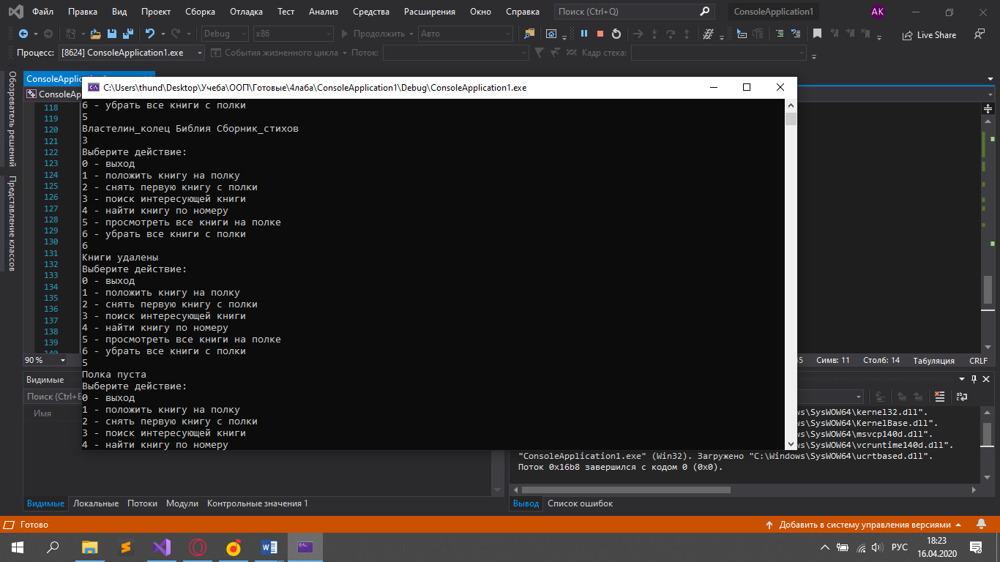 Файл Правка Вид Проект Сборка Отладка Тест Анализ Средства Расширения Окно Справка Поиск (Ctrl+Q) ConsoleApplication1 AK
Debug x86 Продолжить Авто Live Share
Процесс: [8624] ConsoleApplication1.exe События жизненного цикла Поток: Кадр стека:
Обозреватель решений
Представление классов
ConsoleApplic
ConsoleAp
C:\Users\thund\Desktop\Учеба\ООП\Готовые\4лаба\ConsoleApplication1\Debug\ConsoleApplication1.exe
118
119
120
121
122
123
124
125
126
127
128
129
130
131
132
133
134
135
136
137
138
139
140
6 - убрать все книги с полки
5
Властелин_колец Библия Сборник_стихов
3
Выберите действие:
0 - выход
1 - положить книгу на полку
2 - снять первую книгу с полки
3 - поиск интересующей книги
4 - найти книгу по номеру
5 - просмотреть все книги на полке
6 - убрать все книги с полки
6
Книги удалены
Выберите действие:
0 - выход
1 - положить книгу на полку
2 - снять первую книгу с полки
3 - поиск интересующей книги
4 - найти книгу по номеру
5 - просмотреть все книги на полке
6 - убрать все книги с полки
5
Полка пуста
Выберите действие:
0 - выход
1 - положить книгу на полку
2 - снять первую книгу с полки
3 - поиск интересующей книги
4 - найти книгу по номеру
90 %
45 Симв: 11 Столб: 14 Табуляция CRLF
Видимые
Поиск (Ctrl+E
Имя
ws\SysWOW64\kernel32.dll".
ws\SysWOW64\KernelBase.dll".
ws\SysWOW64\msvcp140d.dll".
ws\SysWOW64\vcruntime140d.dll".
"ConsoleApplication1.exe" (Win32). Загружено "C:\Windows\SysWOW64\ucrtbased.dll".
Поток 0x16b8 завершился с кодом 0 (0x0).
Видимые Локальные Потоки Модули Контрольные значения 1
Вывод Список ошибок
Готово Добавить в систему управления версиями
РУС
18:23
16.04.2020